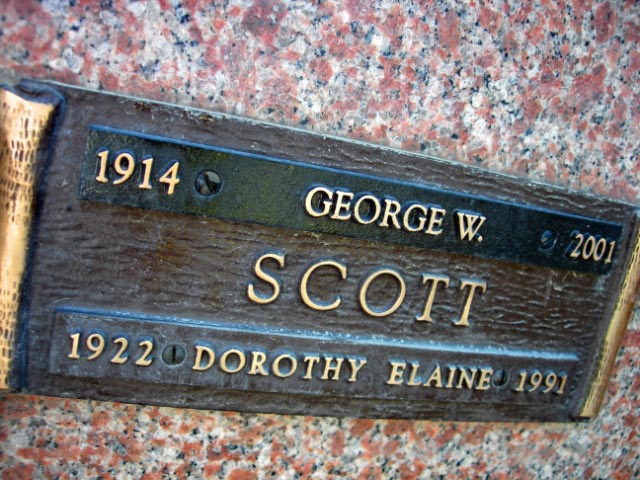 1914 GEORGE W. 2001
SCOTT
1922 DOROTHY ELAINE 1991